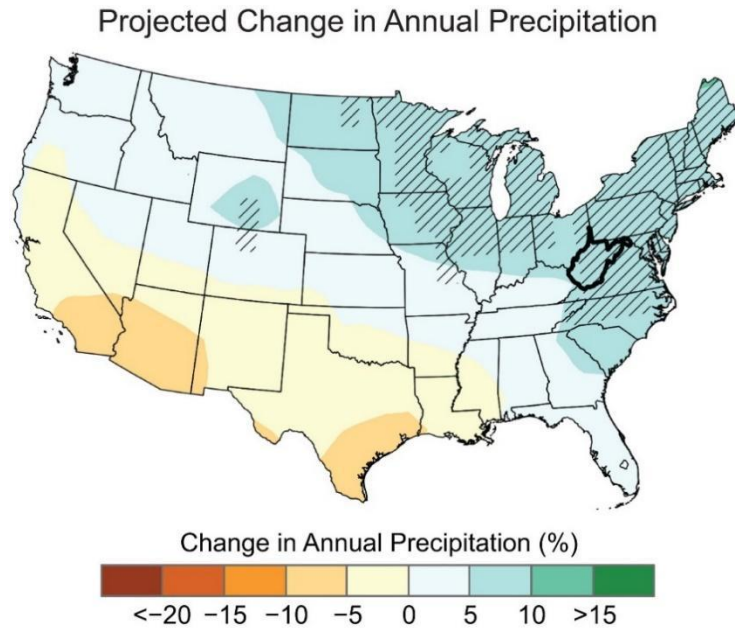 Projected Change in Annual Precipitation
Change in Annual Precipitation (%)
<−20 −15 −10 −5 0 5 10 >15